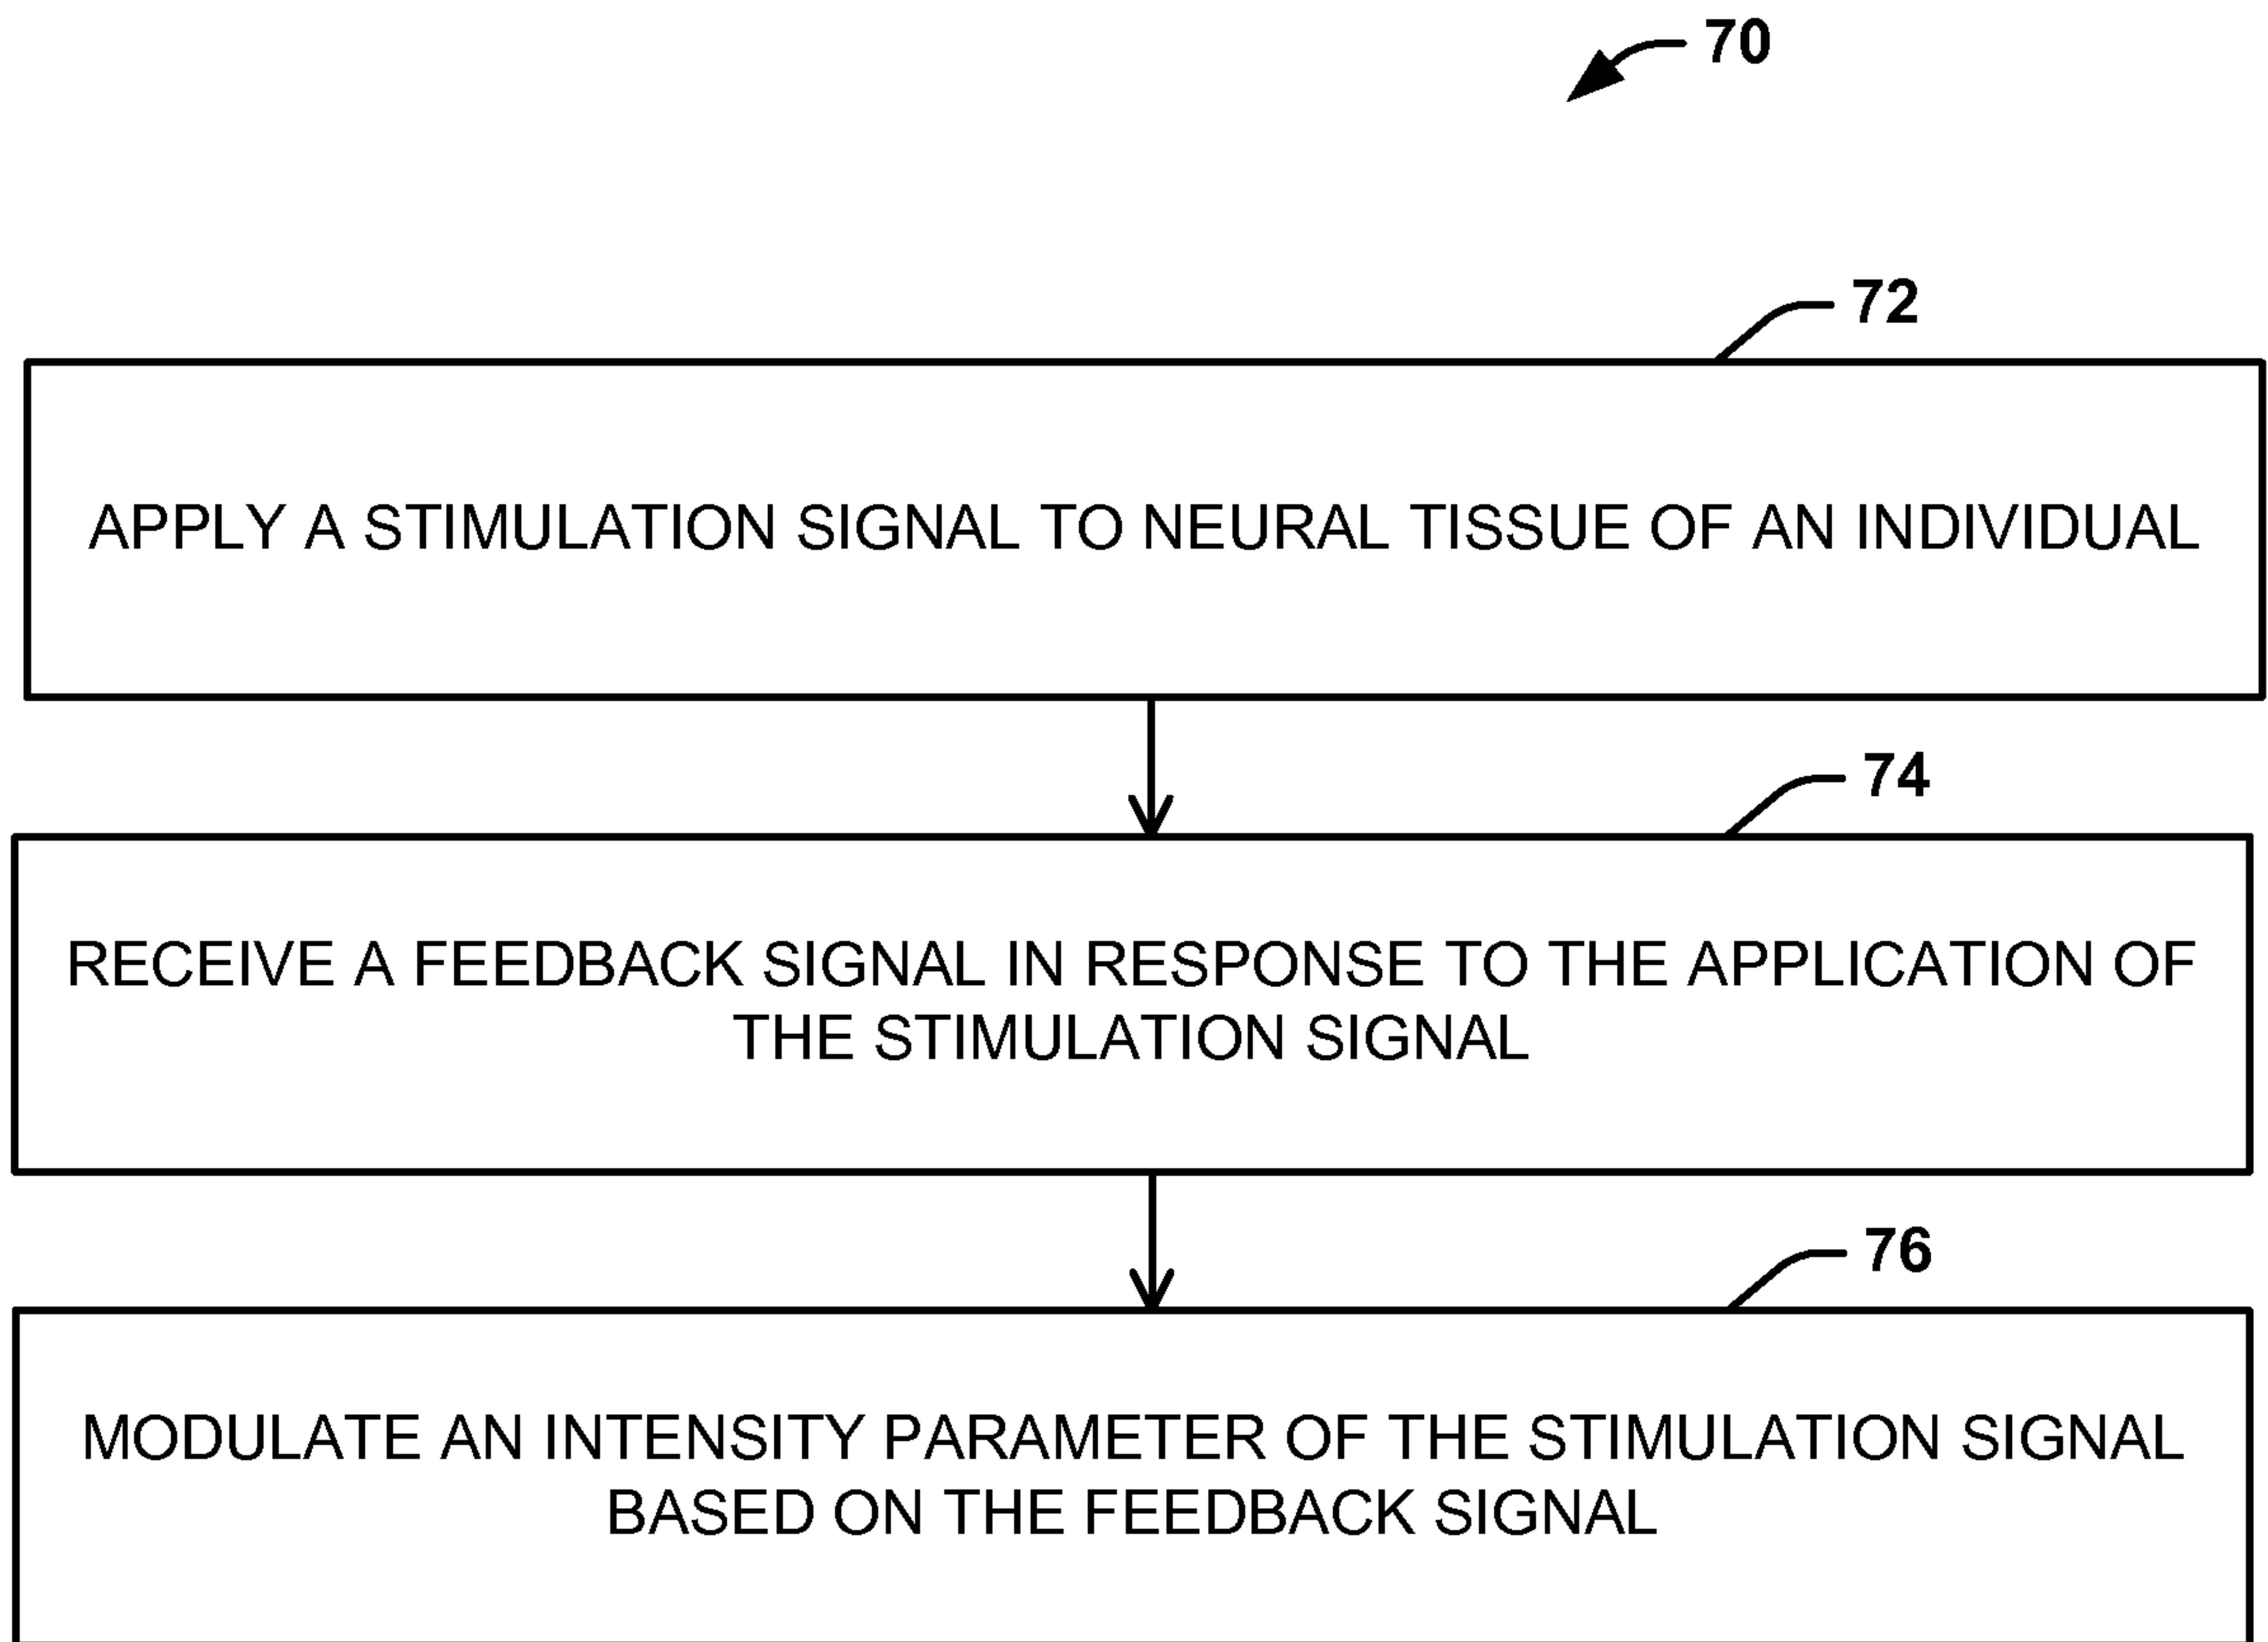 70
72
APPLY A STIMULATION SIGNAL TO NEURAL TISSUE OF AN INDIVIDUAL
74
RECEIVE A FEEDBACK SIGNAL IN RESPONSE TO THE APPLICATION OF
THE STIMULATION SIGNAL
76
MODULATE AN INTENSITY PARAMETER OF THE STIMULATION SIGNAL
BASED ON THE FEEDBACK SIGNAL